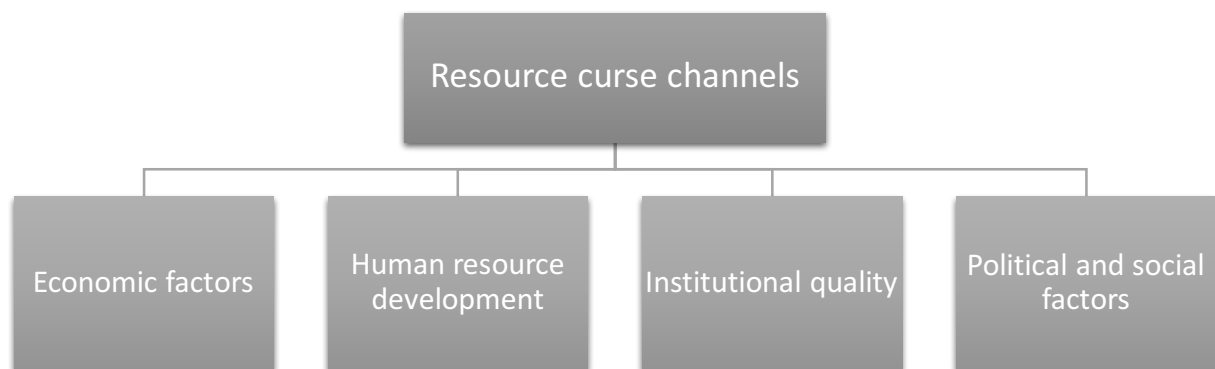 Resource curse channels
Economic factors
Human resource
development
Institutional quality
Political and social
factors